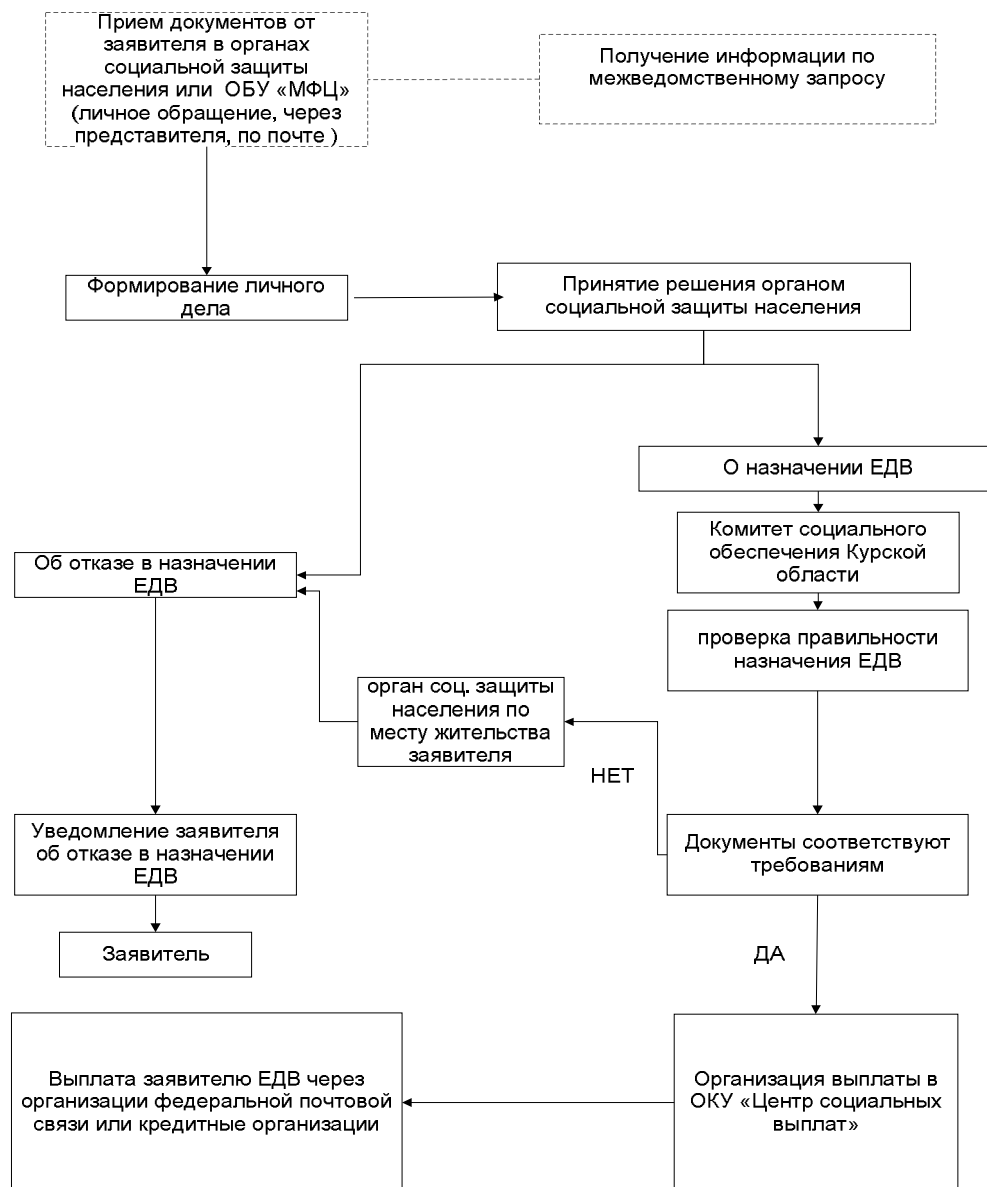 Прием документов от
заявителя в органах
социальной защиты
населения или ОБУ «МФЦ»
(личное обращение, через
представителя, по почте )
Получение информации по
межведомственному запросу
Формирование личного
дела
Принятие решения органом
социальной защиты населения
О назначении ЕДВ
Комитет социального
обеспечения Курской
области
Об отказе в назначении
ЕДВ
проверка правильности
назначения ЕДВ
орган соц. защиты
населения по
месту жительства
заявителя
НЕТ
Уведомление заявителя
об отказе в назначении
ЕДВ
Документы соответствуют
требованиям
Заявитель
ДА
Выплата заявителю ЕДВ через
организации федеральной почтовой
связи или кредитные организации
Организация выплаты в
ОКУ «Центр социальных
выплат»